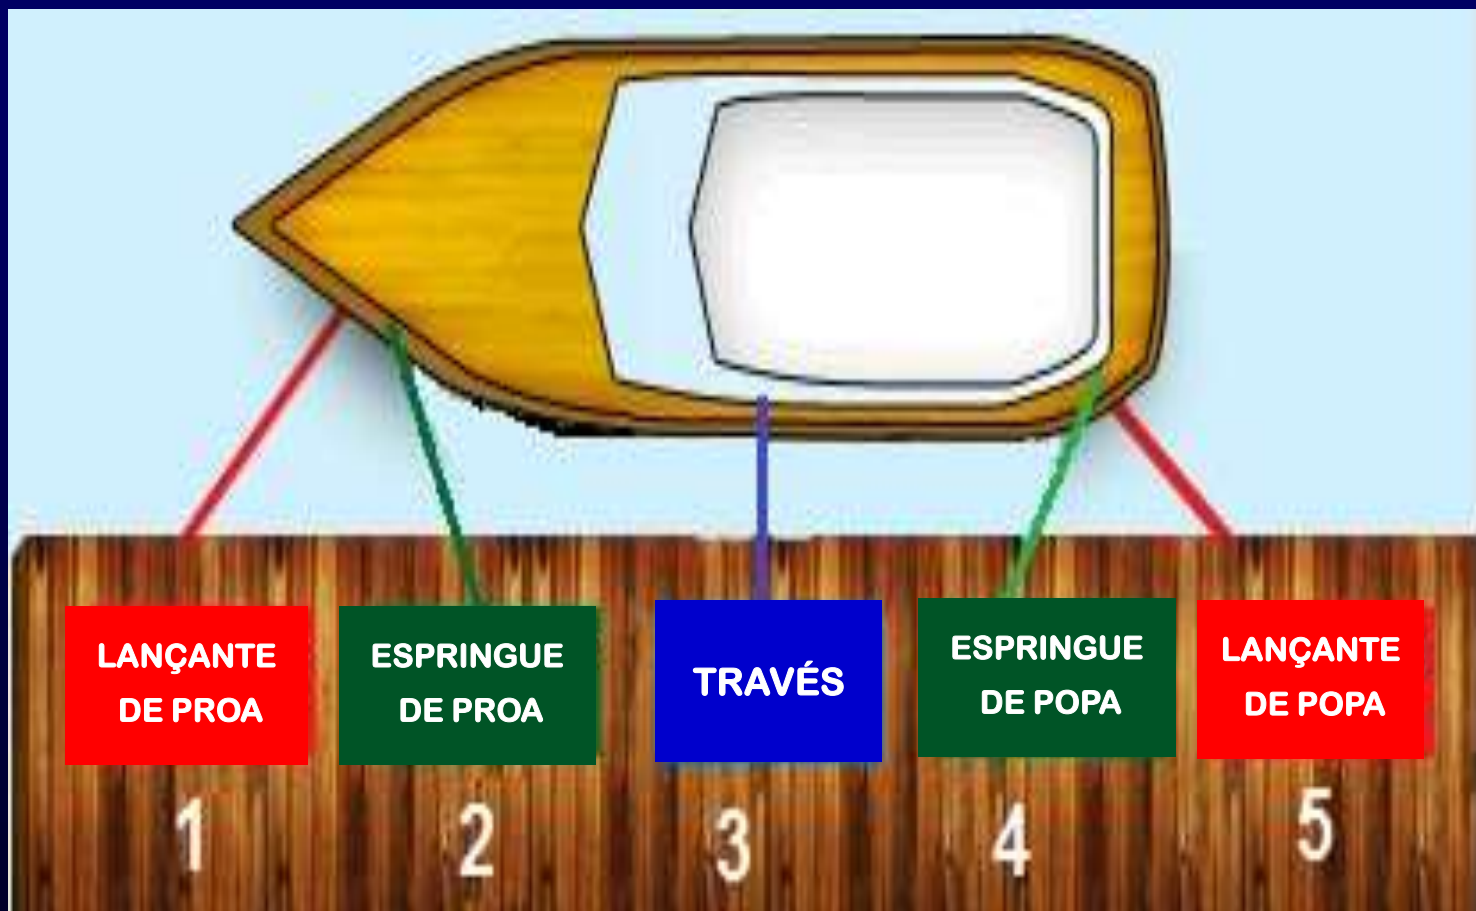 LANÇANTE
DE PROA
ESPRINGUE
DE PROA
TRAVÉS
ESPRINGUE
DE POPA
LANÇANTE
DE POPA
1
2
3
4
5